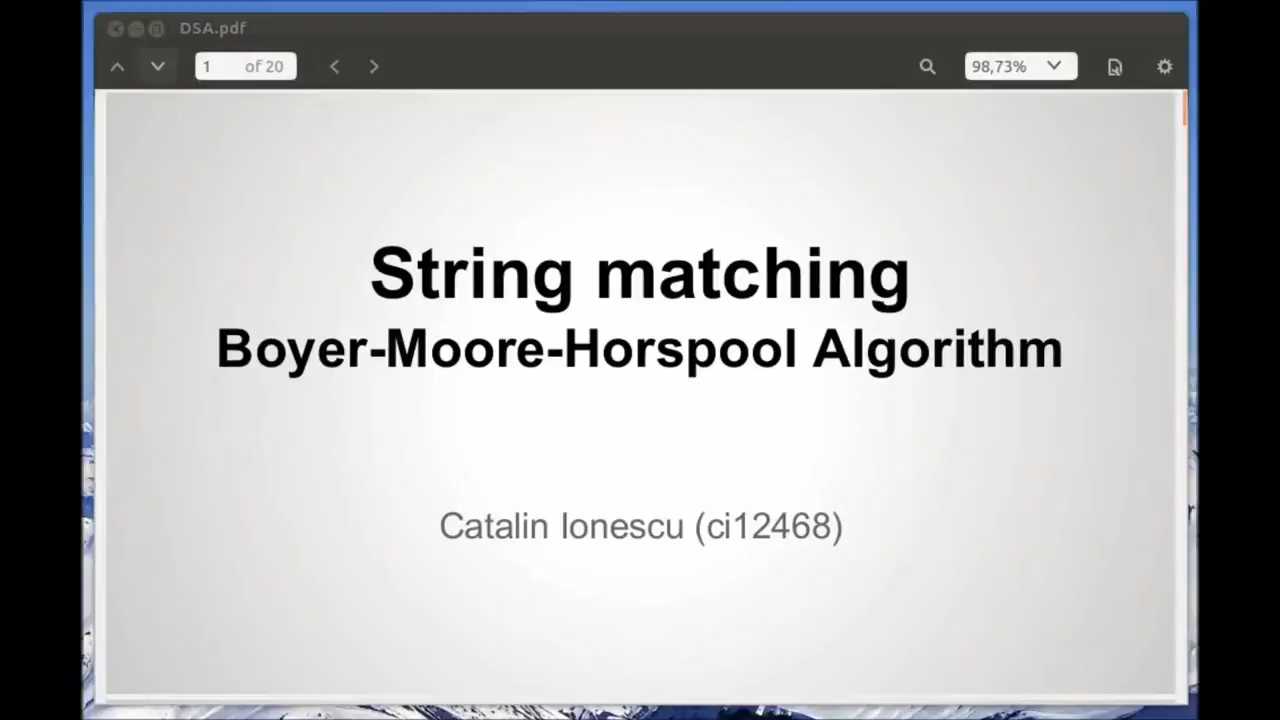 DSA.pdf
1 of 20
98,73%
String matching
Boyer-Moore-Horspool Algorithm
Catalin Ionescu (ci12468)